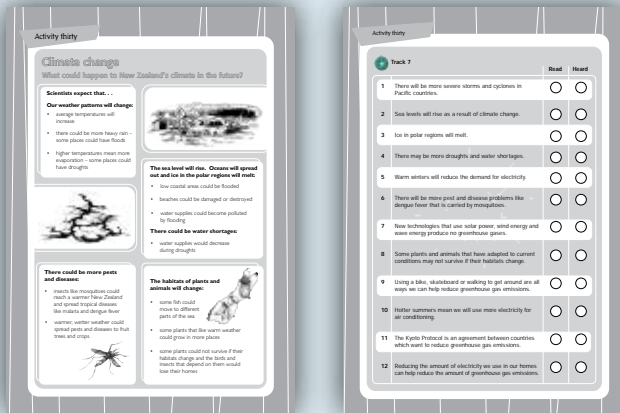 Activity thirty
Climate change
What could happen to New Zealand's climate in the future?
Scientists expect that. . .
Our weather patterns will change:
• average temperatures will
increase
• there could be more heavy rain –
some places could have floods
• higher temperatures mean more
evaporation – some places could
have droughts
The sea level will rise. Oceans will spread
out and ice in the polar regions will melt:
• low coastal areas could be flooded
• beaches could be damaged or destroyed
• water supplies could become polluted
by flooding
There could be water shortages:
• water supplies would decrease
during droughts
There could be more pests
and diseases:
• insects like mosquitoes could
reach a warmer New Zealand
and spread tropical diseases
like malaria and dengue fever
• warmer, wetter weather could
spread pests and diseases to fruit
trees and crops.
The habitats of plants and
animals will change:
• some fish could
move to different
parts of the sea
• some plants that like warm weather
could grow in more places
• some plants could not survive if their
habitats change and the birds and
insects that depend on them would
lose their homes
Activity thirty
Track 7
Read Heard
1 There will be more severe storms and cyclones in
Pacific countries.
2 Sea levels will rise as a result of climate change.
3 Ice in polar regions will melt.
4 There may be more droughts and water shortages.
5 Warm winters will reduce the demand for electricity.
6 There will be more pest and disease problems like
dengue fever that is carried by mosquitoes.
7 New technologies that use solar power, wind energy and
wave energy produce no greenhouse gases.
8 Some plants and animals that have adapted to current
conditions may not survive if their habitats change.
9 Using a bike, skateboard or walking to get around are all
ways we can help reduce greenhouse gas emissions.
10 Hotter summers mean we will use more electricity for
air conditioning.
11 The Kyoto Protocol is an agreement between countries
which want to reduce greenhouse gas emissions.
12 Reducing the amount of electricity we use in our homes
can help reduce the amount of greenhouse gas emissions.